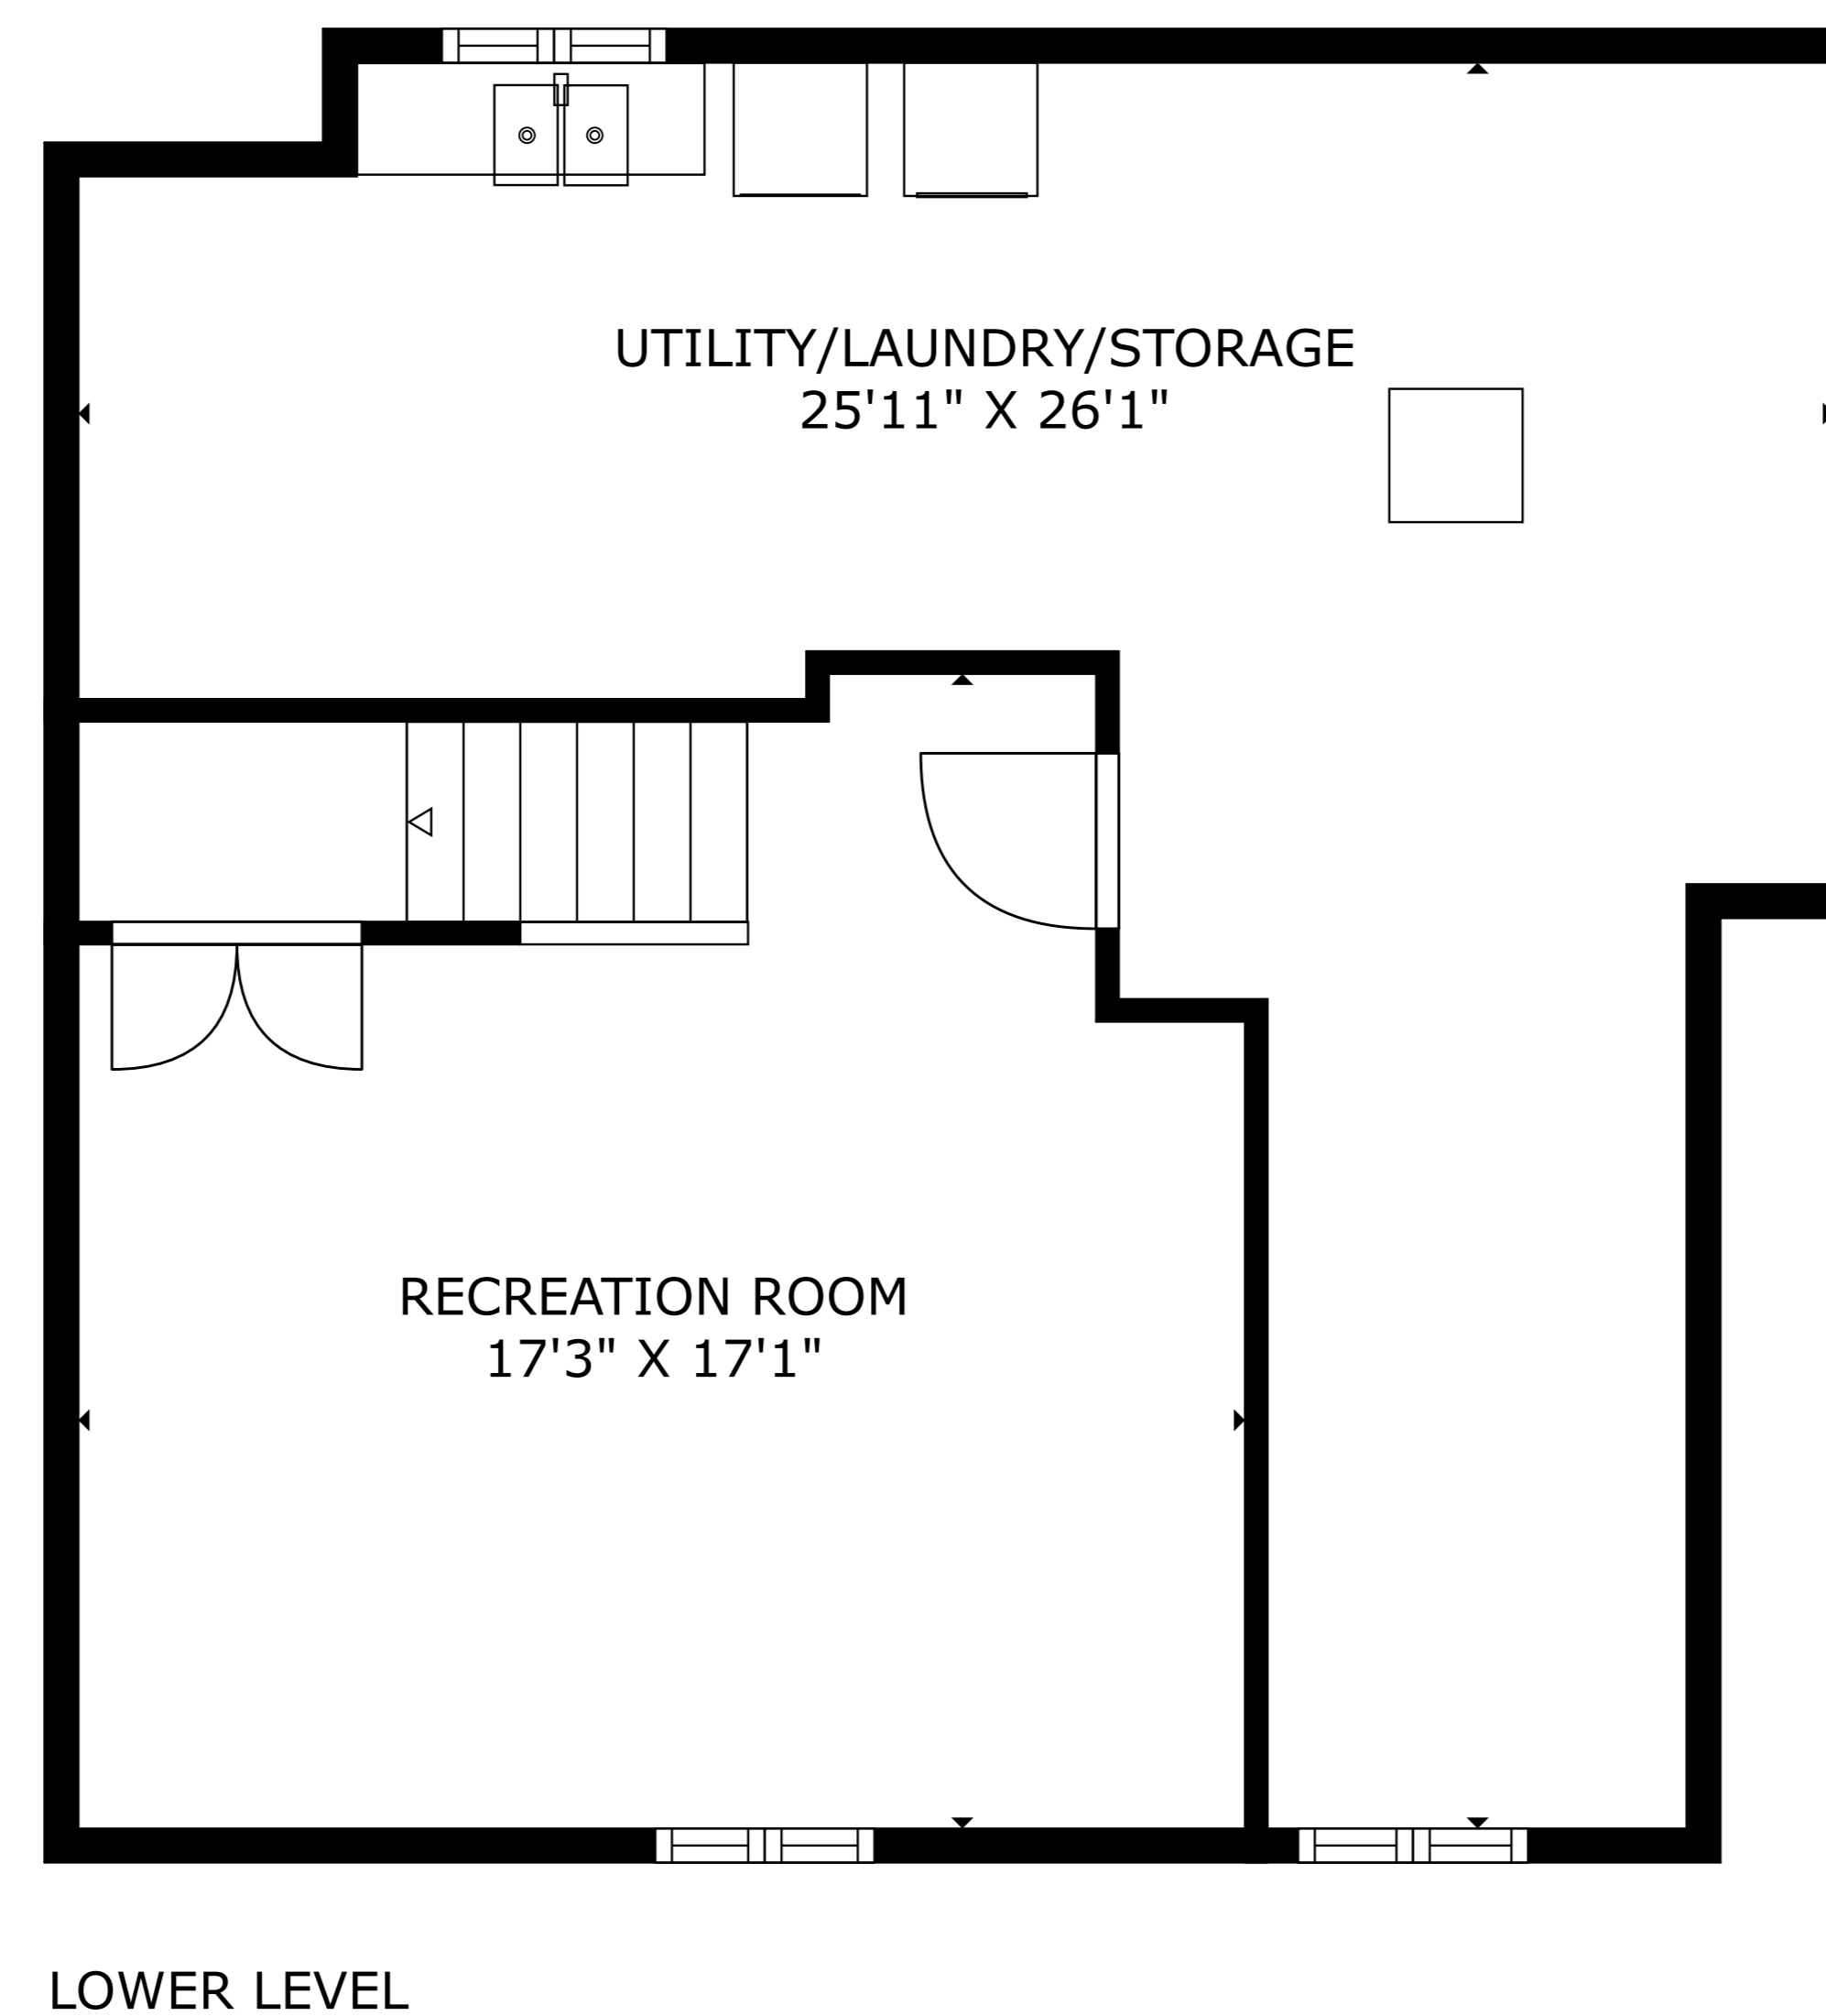 UTILITY/LAUNDRY/STORAGE
25'11" X 26'1"
RECREATION ROOM
17'3" X 17'1"
LOWER LEVEL